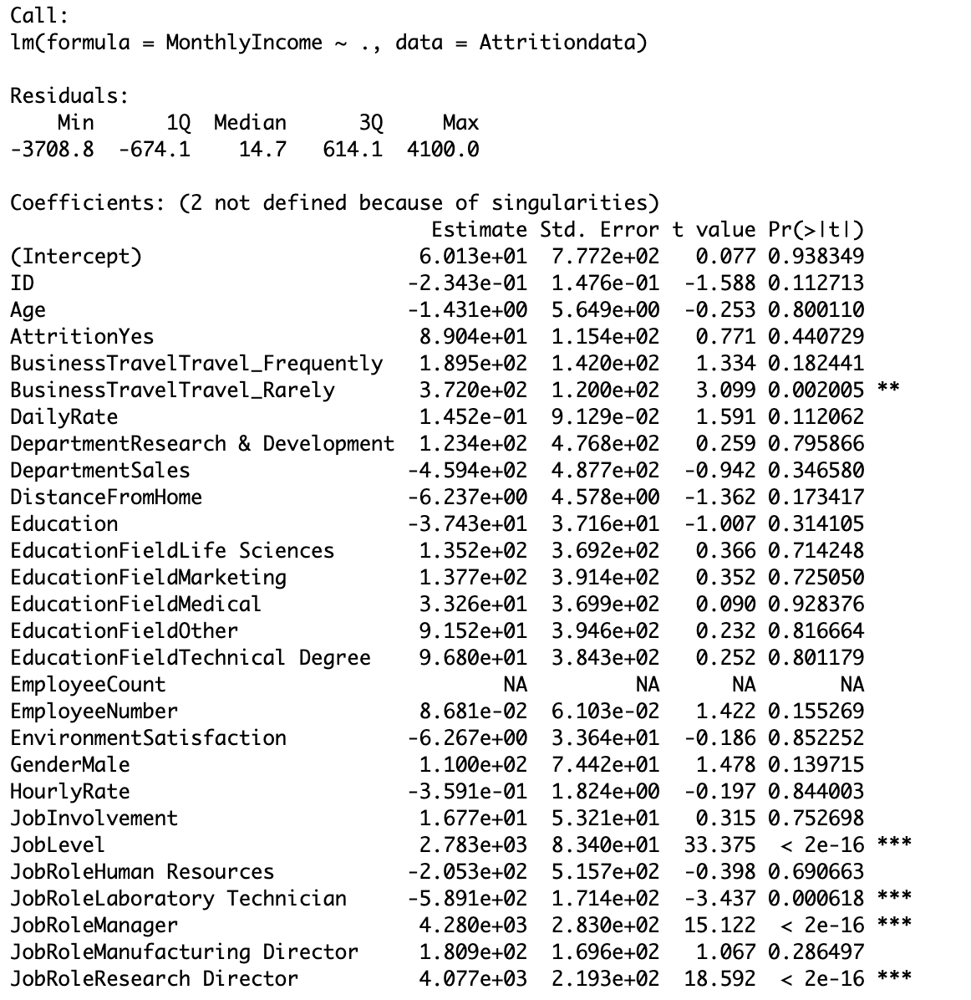 Call:
lm(formula = MonthlyIncome ~ ., data = Attritiondata)
Residuals:
Min 1Q Median 3Q Max
-3708.8 -674.1 14.7 614.1 4100.0
Coefficients: (2 not defined because of singularities)
Estimate Std. Error t value Pr(>|t|)
(Intercept) 6.013e+01 7.772e+02 0.077 0.938349
ID -2.343e-01 1.476e-01 -1.588 0.112713
Age -1.431e+00 5.649e+00 -0.253 0.800110
AttritionYes 8.904e+01 1.154e+02 0.771 0.440729
BusinessTravelTravel_Frequently 1.895e+02 1.420e+02 1.334 0.182441
BusinessTravelTravel_Rarely 3.720e+02 1.200e+02 3.099 0.002005 **
DailyRate 1.452e-01 9.129e-02 1.591 0.112062
DepartmentResearch & Development 1.234e+02 4.768e+02 0.259 0.795866
DepartmentSales -4.594e+02 4.877e+02 -0.942 0.346580
DistanceFromHome -6.237e+00 4.578e+00 -1.362 0.173417
Education -3.743e+01 3.716e+01 -1.007 0.314105
EducationFieldLife Sciences 1.352e+02 3.692e+02 0.366 0.714248
EducationFieldMarketing 1.377e+02 3.914e+02 0.352 0.725050
EducationFieldMedical 3.326e+01 3.699e+02 0.090 0.928376
EducationFieldOther 9.152e+01 3.946e+02 0.232 0.816664
EducationFieldTechnical Degree 9.680e+01 3.843e+02 0.252 0.801179
EmployeeCount NA NA NA NA
EmployeeNumber 8.681e-02 6.103e-02 1.422 0.155269
EnvironmentSatisfaction -6.267e+00 3.364e+01 -0.186 0.852252
GenderMale 1.100e+02 7.442e+01 1.478 0.139715
HourlyRate -3.591e-01 1.824e+00 -0.197 0.844003
JobInvolvement 1.677e+01 5.321e+01 0.315 0.752698
JobLevel 2.783e+03 8.340e+01 33.375 < 2e-16 ***
JobRoleHuman Resources -2.053e+02 5.157e+02 -0.398 0.690663
JobRoleLaboratory Technician -5.891e+02 1.714e+02 -3.437 0.000618 ***
JobRoleManager 4.280e+03 2.830e+02 15.122 < 2e-16 ***
JobRoleManufacturing Director 1.809e+02 1.696e+02 1.067 0.286497
JobRoleResearch Director 4.077e+03 2.193e+02 18.592 < 2e-16 ***